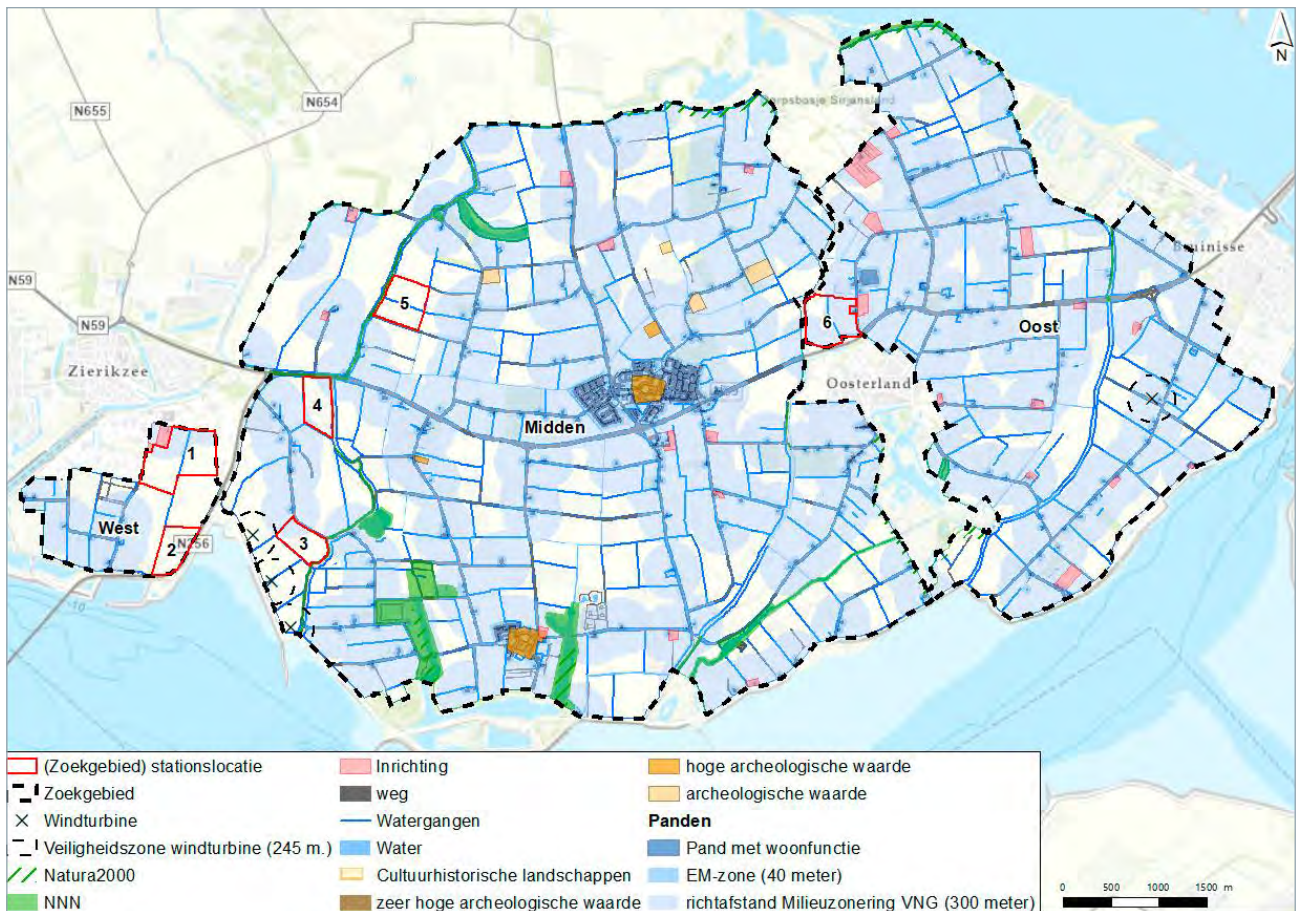 N
Dorpsbosje Sirjansland
N655
N654
Bruinisse
N59
5
6
Oost
N59
Zierikzee
Oosterland
4
Midden
1
West
3
2
N256
-10
(Zoekgebied) stationslocatie
Zoekgebied
Windturbine
Veiligheidszone windturbine (245 m.)
Natura2000
NNN
Inrichting
weg
Watergangen
Water
Cultuurhistorische landschappen
zeer hoge archeologische waarde
hoge archeologische waarde
archeologische waarde
Panden
Pand met woonfunctie
EM-zone (40 meter)
richtafstand Milieuzonering VNG (300 meter)
0 500 1000 1500 m